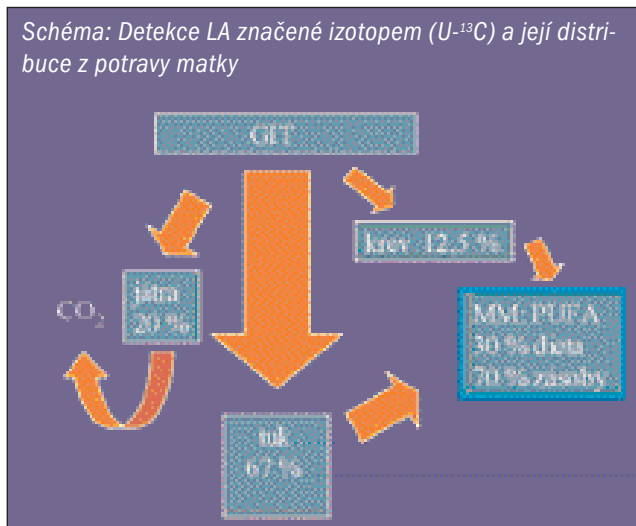 Schéma: Detekce LA značené izotopem (U-¹³C) a její distri-
buce z potravy matky
GIT
krev 12.5 %
játra
20 %
CO₂
MM: PUFA
30 % dieta
70 % zásoby
tuk
67 %